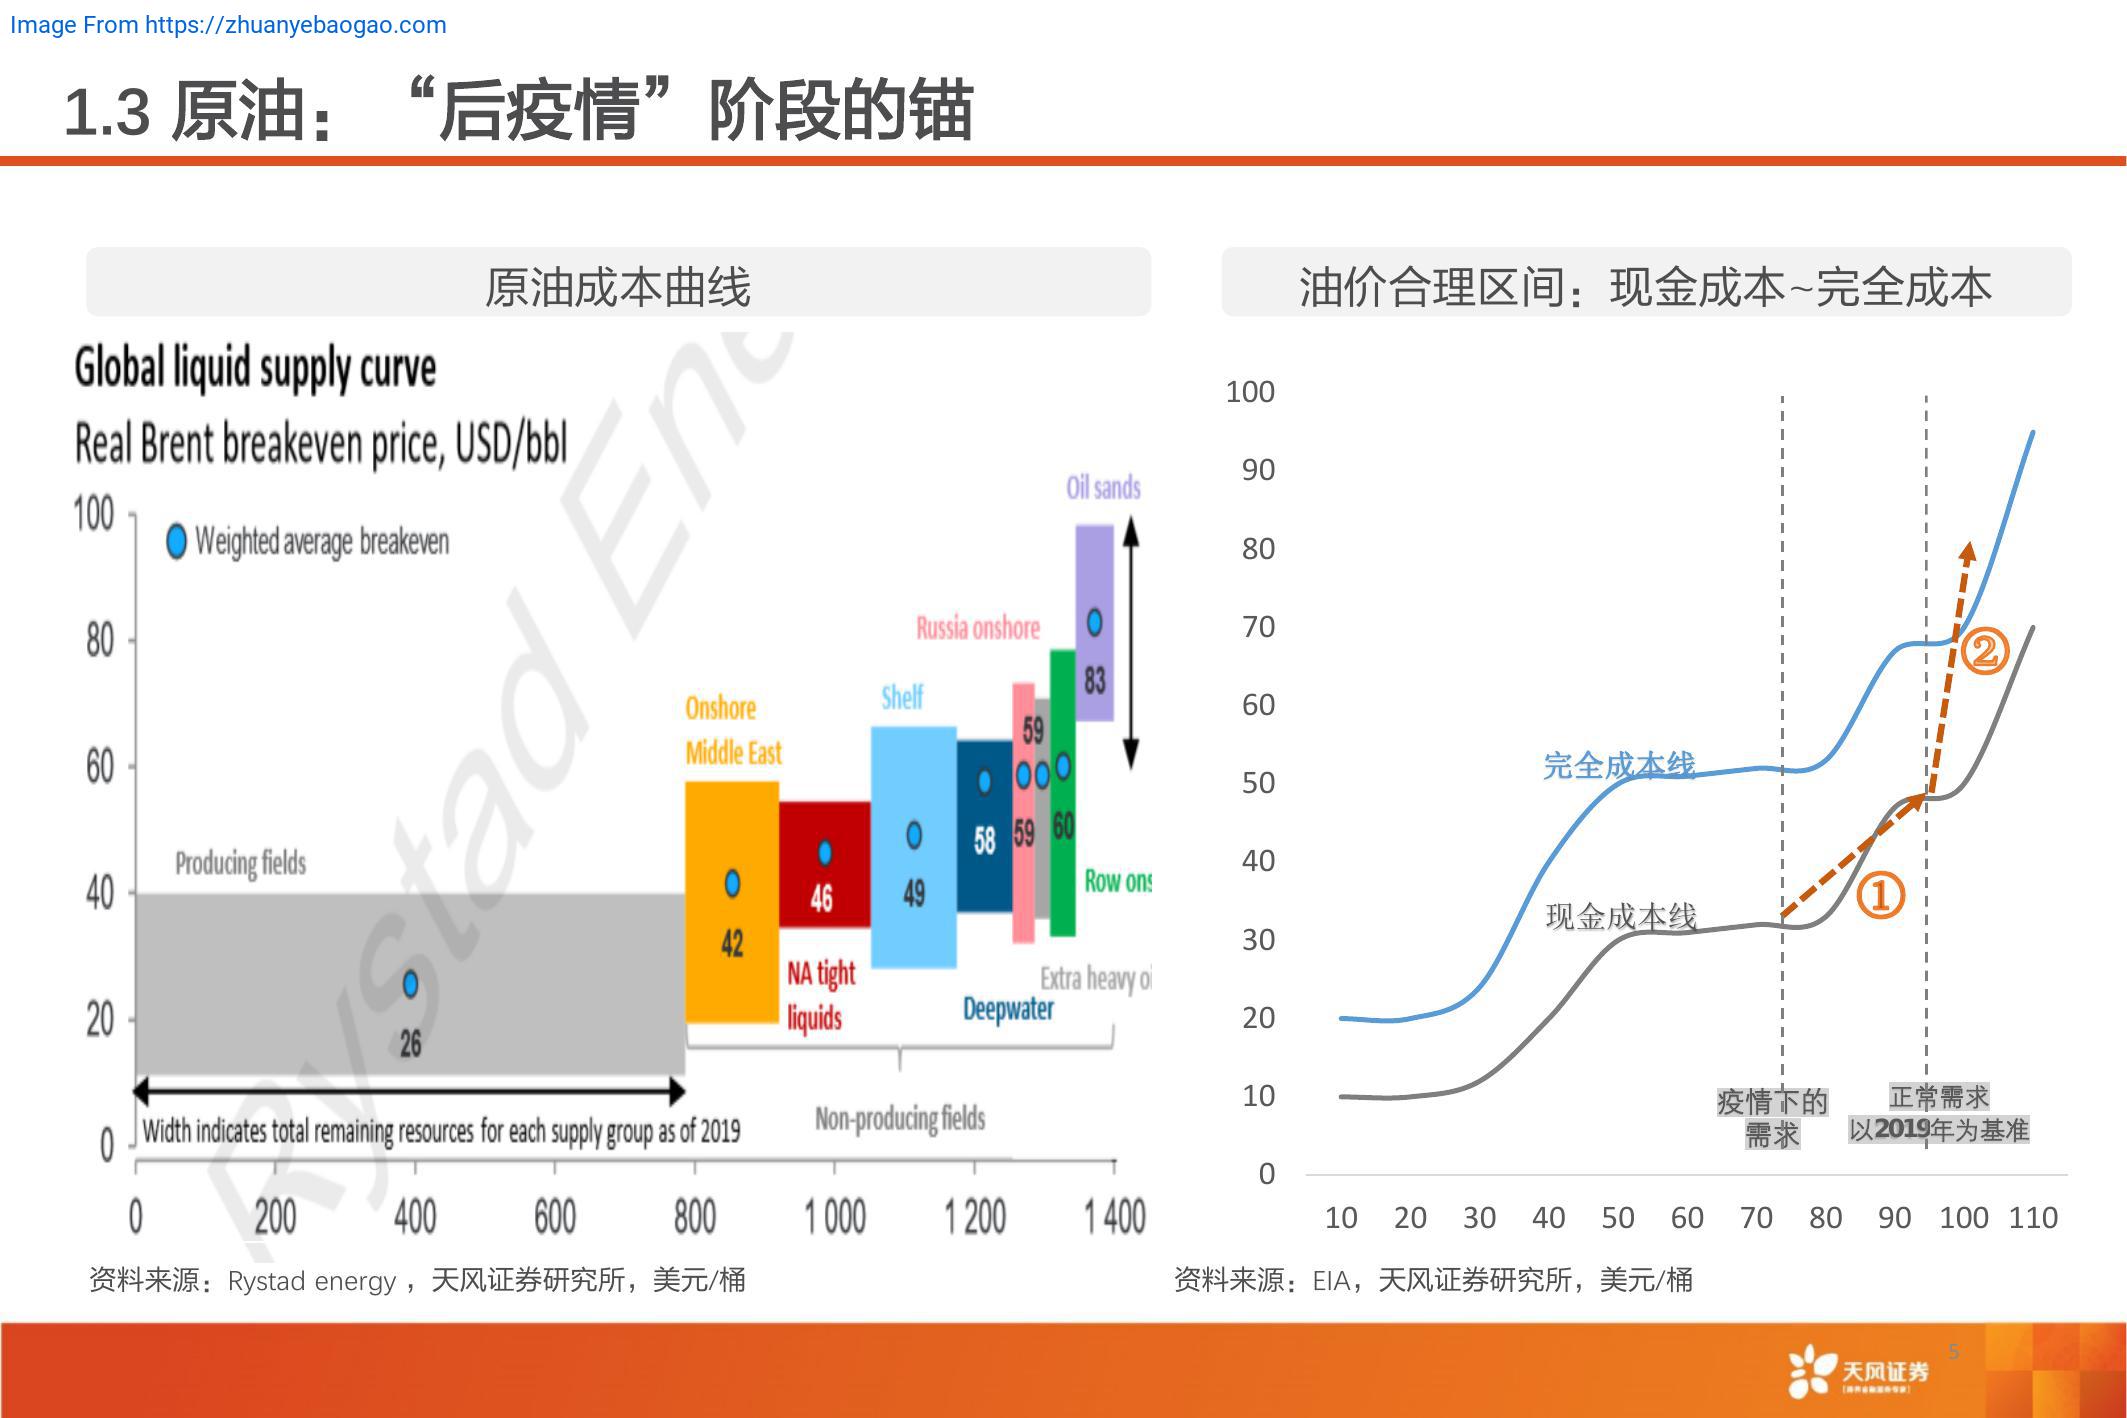 Image From https://zhuanyebaogao.com
1.3 原油：“后疫情”阶段的锚
原油成本曲线
Global liquid supply curve
Real Brent breakeven price, USD/bbl
100
80
60
40
20
0
Weighted average breakeven
Producing fields
26
Onshore
Middle East
42
46
NA tight
liquids
Shelf
49
58
Deepwater
Russia onshore
59
59
Extra heavy oi
60
Row ons
Oil sands
83
Width indicates total remaining resources for each supply group as of 2019
Non-producing fields
0 200 400 600 800 1 000 1 200 1 400
Rystad Ene
资料来源：Rystad energy ，天风证券研究所，美元/桶
油价合理区间：现金成本~完全成本
100
90
80
70
60
50
40
30
20
10
0
完全成本线
现金成本线
①
②
疫情下的
需求
正常需求
以2019年为基准
10 20 30 40 50 60 70 80 90 100 110
资料来源：EIA，天风证券研究所，美元/桶
天风证券
5